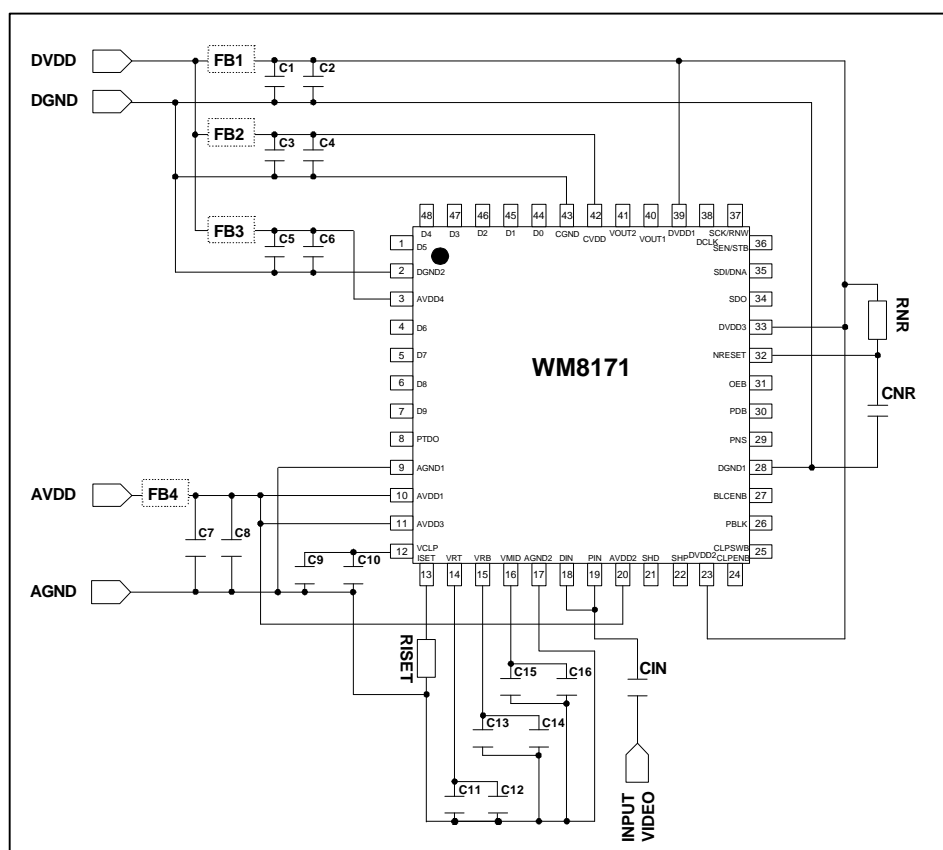 DVDD
FB1
C1
C2
DGND
FB2
C3
C4
FB3
C5
C6
48
47
46
45
44
43
42
41
40
39
38
37
D4
D3
D2
D1
D0
CGND
CVDD
VOUT2
VOUT1
DVDD1
DCLK
SCK/RNW
1
D5
SEN/STB
36
2
DGND2
SDI/DNA
35
3
AVDD4
SDO
34
4
D6
DVDD3
33
5
D7
NRESET
32
6
D8
OEB
31
7
D9
PDB
30
8
PTDO
PNS
29
9
AGND1
DGND1
28
10
AVDD1
BLCENB
27
11
AVDD3
PBLK
26
12
VCLP
CLPSWB
25
WM8171
RNR
CNR
AVDD
FB4
C7
C8
C9
C10
AGND
ISET
VRT
VRB
VMID
AGND2
DIN
PIN
AVDD2
SHD
SHP
DVDD2
CLPENB
13
14
15
16
17
18
19
20
21
22
23
24
RISET
C15
C16
CIN
C13
C14
C11
C12
INPUT
VIDEO